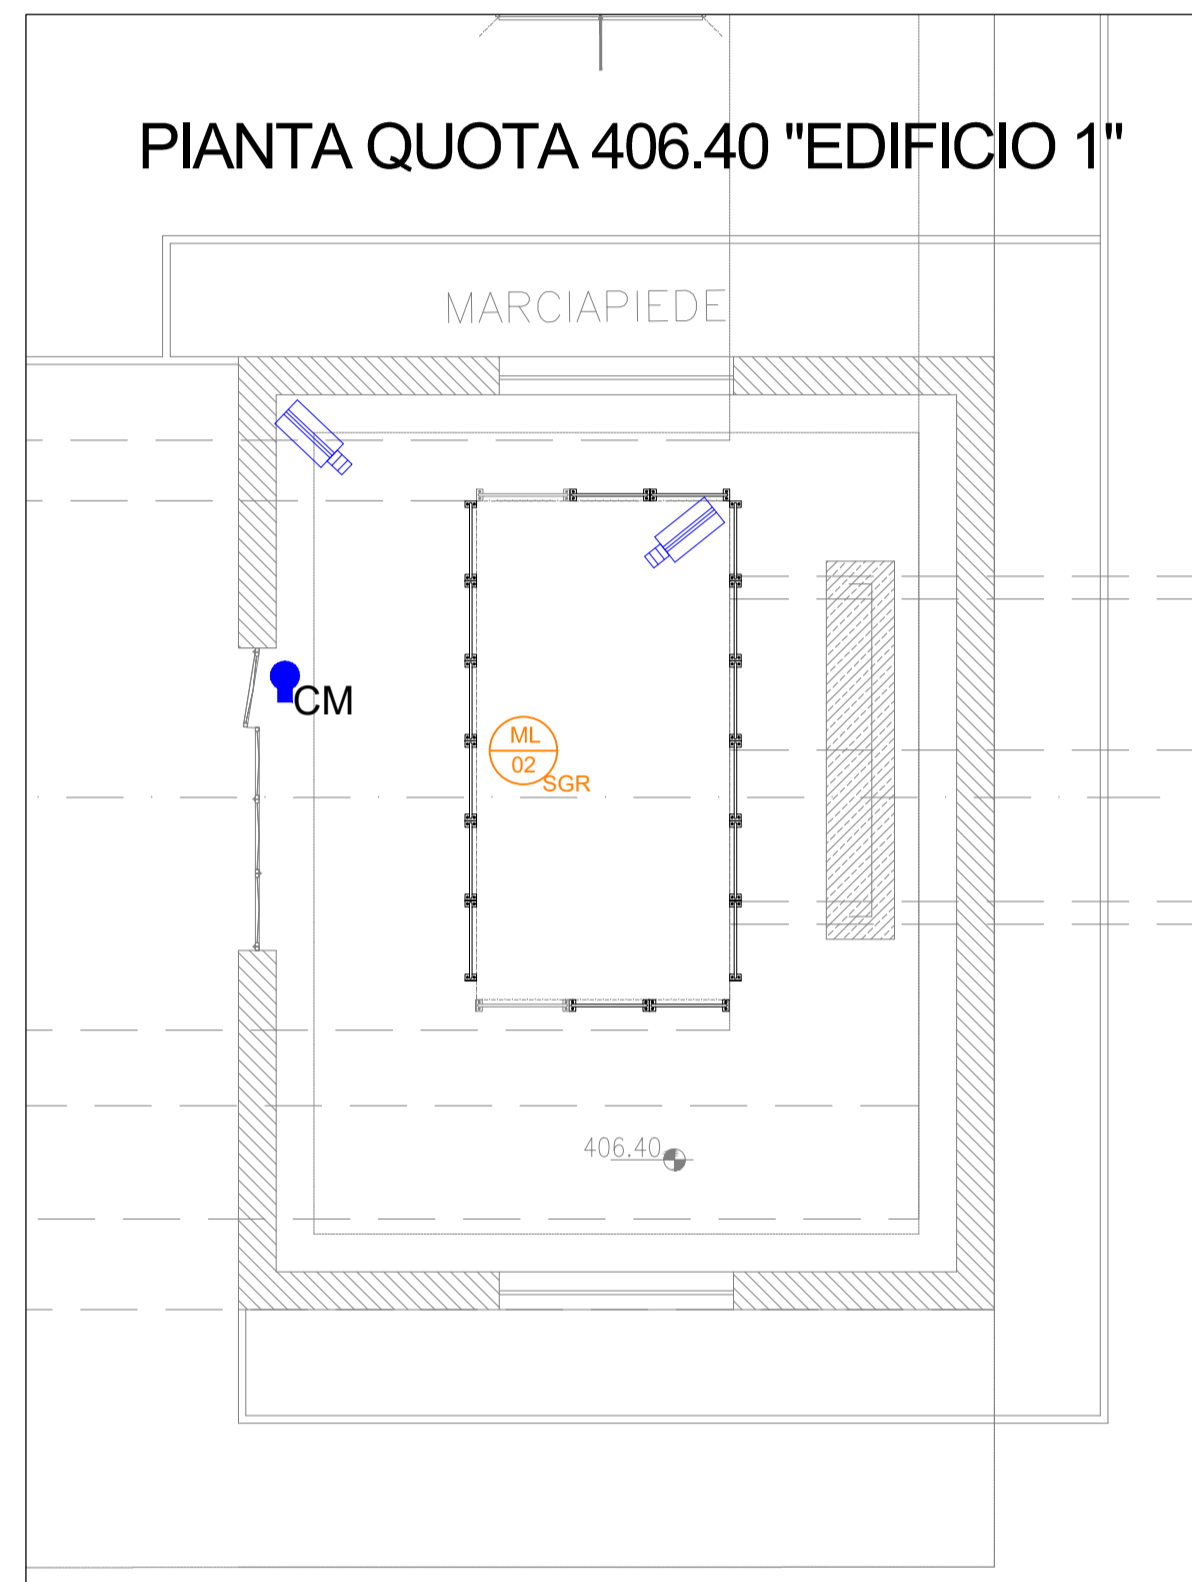 PIANTA QUOTA 406.40 "EDIFICIO 1"
MARCIAPIEDE
CM
ML
02
SGR
406.40